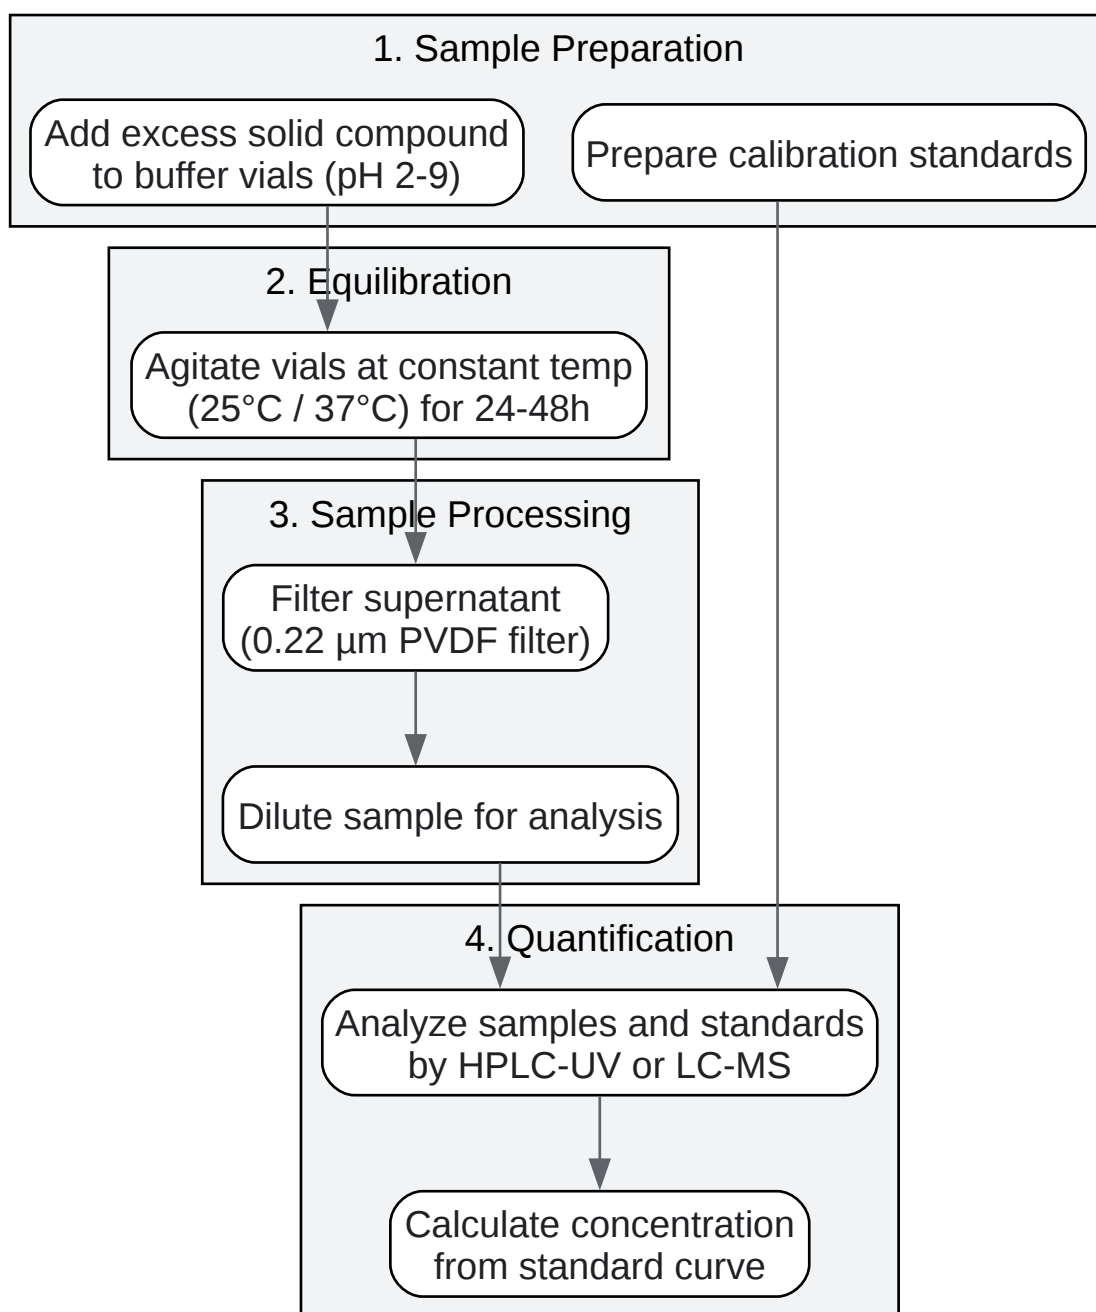 1. Sample Preparation
Add excess solid compound
to buffer vials (pH 2-9)
Prepare calibration standards
2. Equilibration
Agitate vials at constant temp
(25°C / 37°C) for 24-48h
3. Sample Processing
Filter supernatant
(0.22 µm PVDF filter)
Dilute sample for analysis
4. Quantification
Analyze samples and standards
by HPLC-UV or LC-MS
Calculate concentration
from standard curve